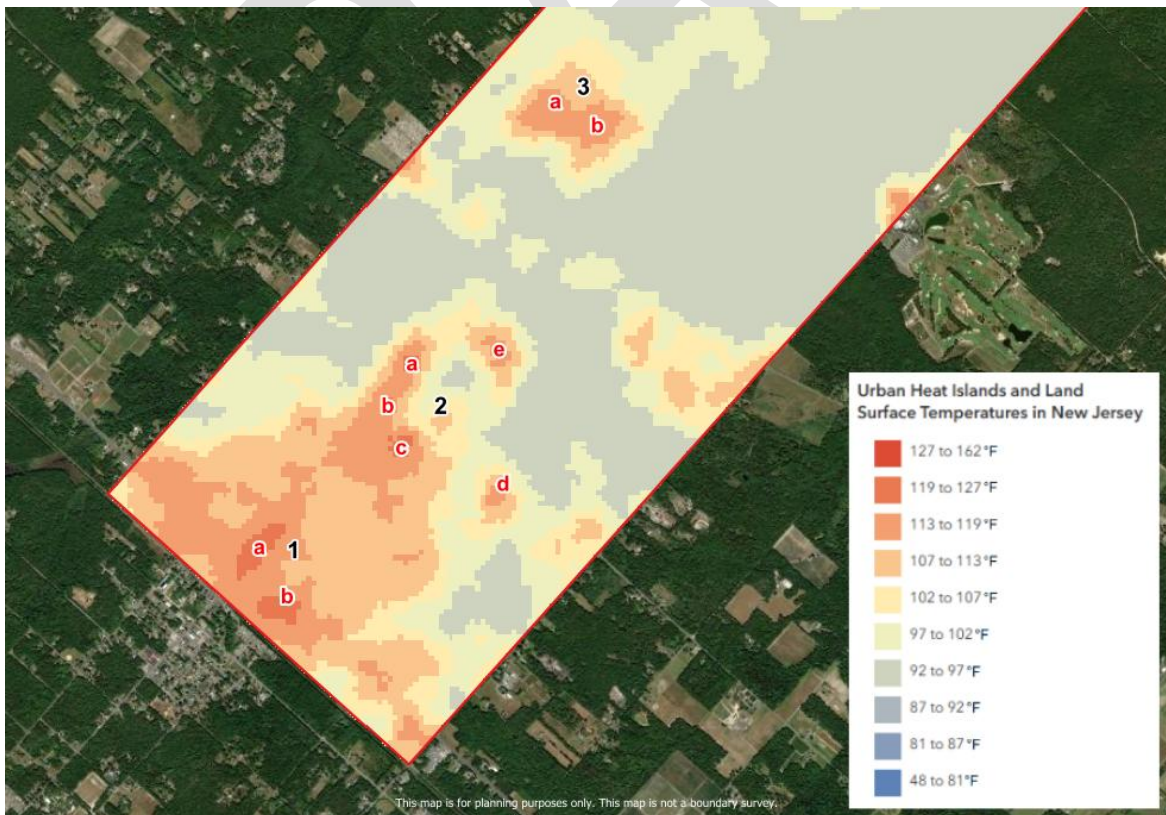 3
a
b
a
e
b
2
c
d
a
1
b
Urban Heat Islands and Land
Surface Temperatures in New Jersey
127 to 162 °F
119 to 127 °F
113 to 119 °F
107 to 113 °F
102 to 107 °F
97 to 102 °F
92 to 97 °F
87 to 92 °F
81 to 87 °F
48 to 81 °F
This map is for planning purposes only. This map is not a boundary survey.